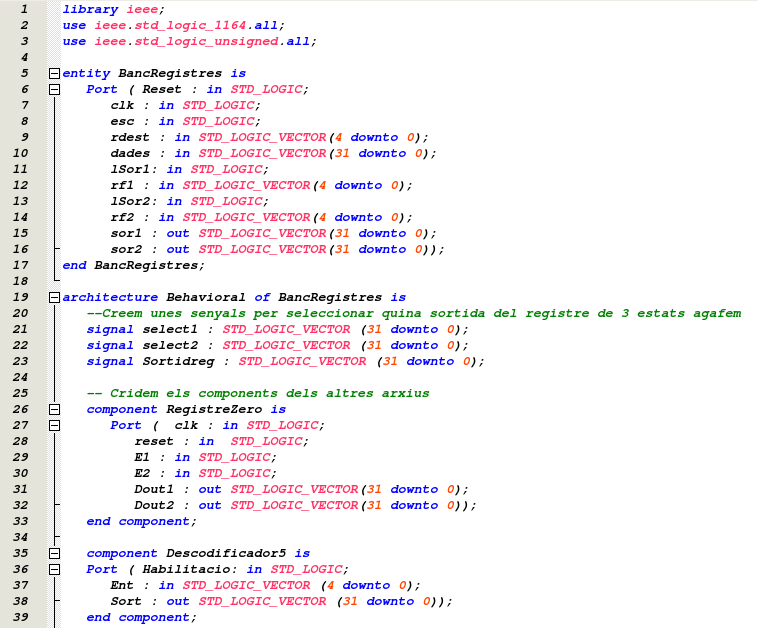 1 library ieee;
2 use ieee.std_logic_1164.all;
3 use ieee.std_logic_unsigned.all;
4
5 entity BancRegistres is
6 Port ( Reset : in STD_LOGIC;
7 clk : in STD_LOGIC;
8 esc : in STD_LOGIC;
9 rdest : in STD_LOGIC_VECTOR(4 downto 0);
10 dades : in STD_LOGIC_VECTOR(31 downto 0);
11 lSor1: in STD_LOGIC;
12 rf1 : in STD_LOGIC_VECTOR(4 downto 0);
13 lSor2: in STD_LOGIC;
14 rf2 : in STD_LOGIC_VECTOR(4 downto 0);
15 sor1 : out STD_LOGIC_VECTOR(31 downto 0);
16 sor2 : out STD_LOGIC_VECTOR(31 downto 0));
17 end BancRegistres;
18
19 architecture Behavioral of BancRegistres is
20 --Creem unes senyals per seleccionar quina sortida del registre de 3 estats agafem
21 signal select1 : STD_LOGIC_VECTOR (31 downto 0);
22 signal select2 : STD_LOGIC_VECTOR (31 downto 0);
23 signal Sortidreg : STD_LOGIC_VECTOR (31 downto 0);
24
25 -- Cridem els components dels altres arxius
26 component RegistreZero is
27 Port ( clk : in STD_LOGIC;
28 reset : in STD_LOGIC;
29 E1 : in STD_LOGIC;
30 E2 : in STD_LOGIC;
31 Dout1 : out STD_LOGIC_VECTOR(31 downto 0);
32 Dout2 : out STD_LOGIC_VECTOR(31 downto 0));
33 end component;
34
35 component Descodificador5 is
36 Port ( Habilitacio: in STD_LOGIC;
37 Ent : in STD_LOGIC_VECTOR (4 downto 0);
38 Sort : out STD_LOGIC_VECTOR (31 downto 0));
39 end component;